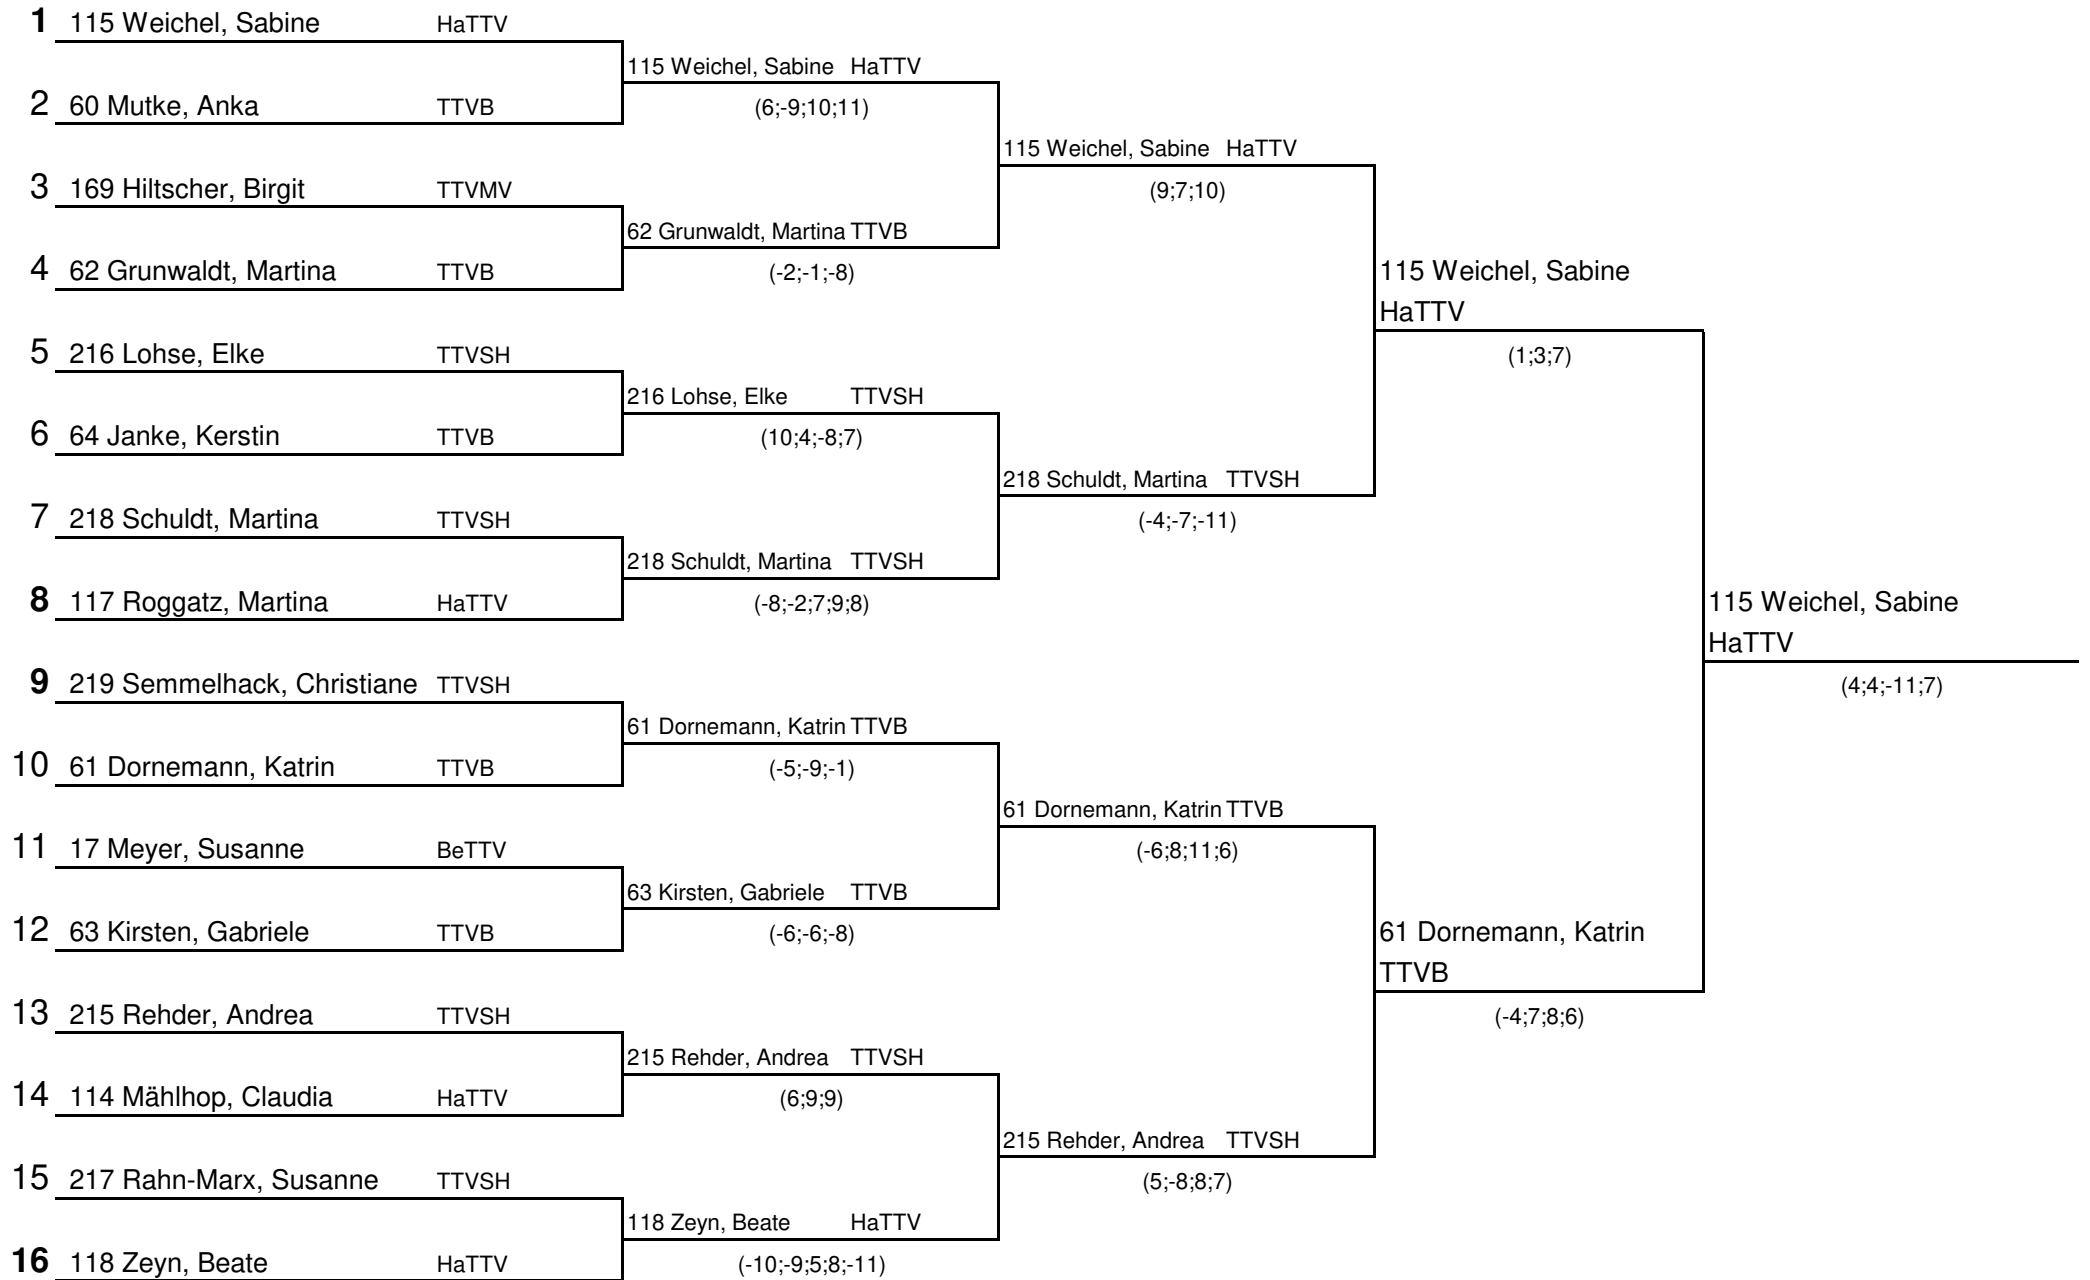 1 115 Weichel, Sabine HaTTV
115 Weichel, Sabine HaTTV
2 60 Mutke, Anka TTVB
(6;-9;10;11)
115 Weichel, Sabine HaTTV
3 169 Hiltscher, Birgit TTVMV
(9;7;10)
62 Grunwaldt, Martina TTVB
4 62 Grunwaldt, Martina TTVB
(-2;-1;-8)
115 Weichel, Sabine
HaTTV
5 216 Lohse, Elke TTVSH
(1;3;7)
216 Lohse, Elke TTVSH
6 64 Janke, Kerstin TTVB
(10;4;-8;7)
218 Schuldt, Martina TTVSH
7 218 Schuldt, Martina TTVSH
(-4;-7;-11)
218 Schuldt, Martina TTVSH
8 117 Roggatz, Martina HaTTV
(-8;-2;7;9;8)
115 Weichel, Sabine
HaTTV
9 219 Semmelhack, Christiane TTVSH
(4;4;-11;7)
61 Dornemann, Katrin TTVB
10 61 Dornemann, Katrin TTVB
(-5;-9;-1)
61 Dornemann, Katrin TTVB
11 17 Meyer, Susanne BeTTV
(-6;8;11;6)
63 Kirsten, Gabriele TTVB
12 63 Kirsten, Gabriele TTVB
(-6;-6;-8)
61 Dornemann, Katrin
TTVB
13 215 Rehder, Andrea TTVSH
(-4;7;8;6)
215 Rehder, Andrea TTVSH
14 114 Mählhop, Claudia HaTTV
(6;9;9)
215 Rehder, Andrea TTVSH
15 217 Rahn-Marx, Susanne TTVSH
(5;-8;8;7)
118 Zeyn, Beate HaTTV
16 118 Zeyn, Beate HaTTV
(-10;-9;5;8;-11)